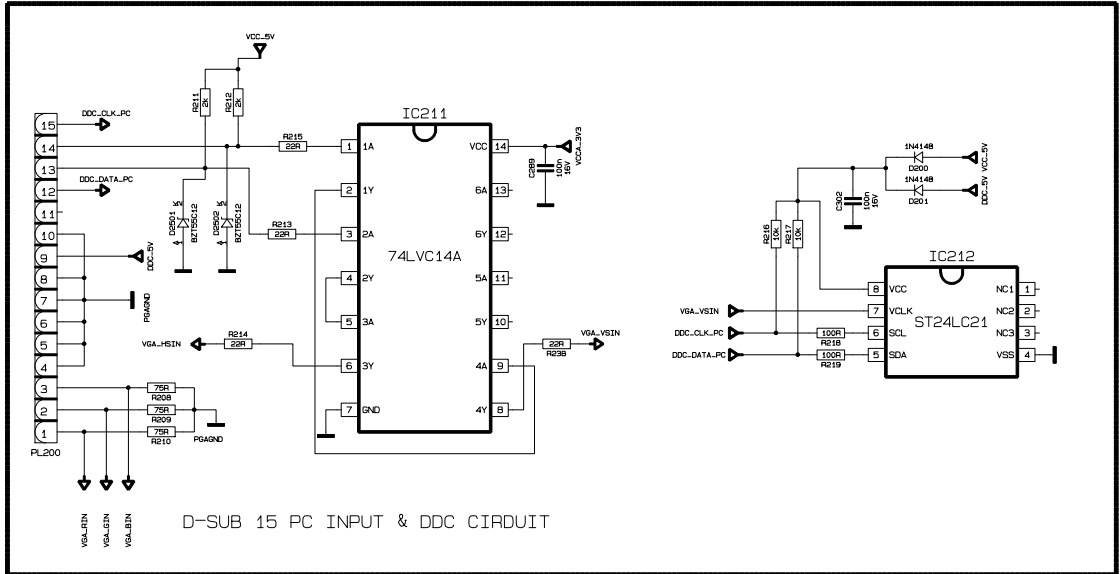 VCC_5V
R211
2k
R212
2k
IC211
15
DDC_CLK_PC
14
13
12
DDC_DATA_PC
11
10
9
DDC_5V
8
7
PGAGND
6
5
4
3
2
1
PL200
75R
R208
75R
R209
75R
R210
PGAGND
VGA_RIN
VGA_GIN
VGA_BIN
R215
22R
D2501
BZT55C12
D2502
BZT55C12
R213
22R
VGA_HSIN
R214
22R
1 1A
2 1Y
3 2A
4 2Y
5 3A
6 3Y
7 GND
74LVC14A
VCC 14
6A 13
6Y 12
5A 11
5Y 10
4A 9
4Y 8
VCCA_3V3
C289
100n
16V
22R
R238
VGA_VSIN
1N4148
D200
VCC_5V
1N4148
D201
DDC_5V
C302
100n
16V
R216
10k
R217
10k
IC212
8 VCC
7 VCLK
6 SCL
5 SDA
NC1 1
NC2 2
NC3 3
VSS 4
ST24LC21
VGA_VSIN
DDC_CLK_PC
DDC_DATA_PC
100R
R218
100R
R219
D-SUB 15 PC INPUT & DDC CIRDUIT